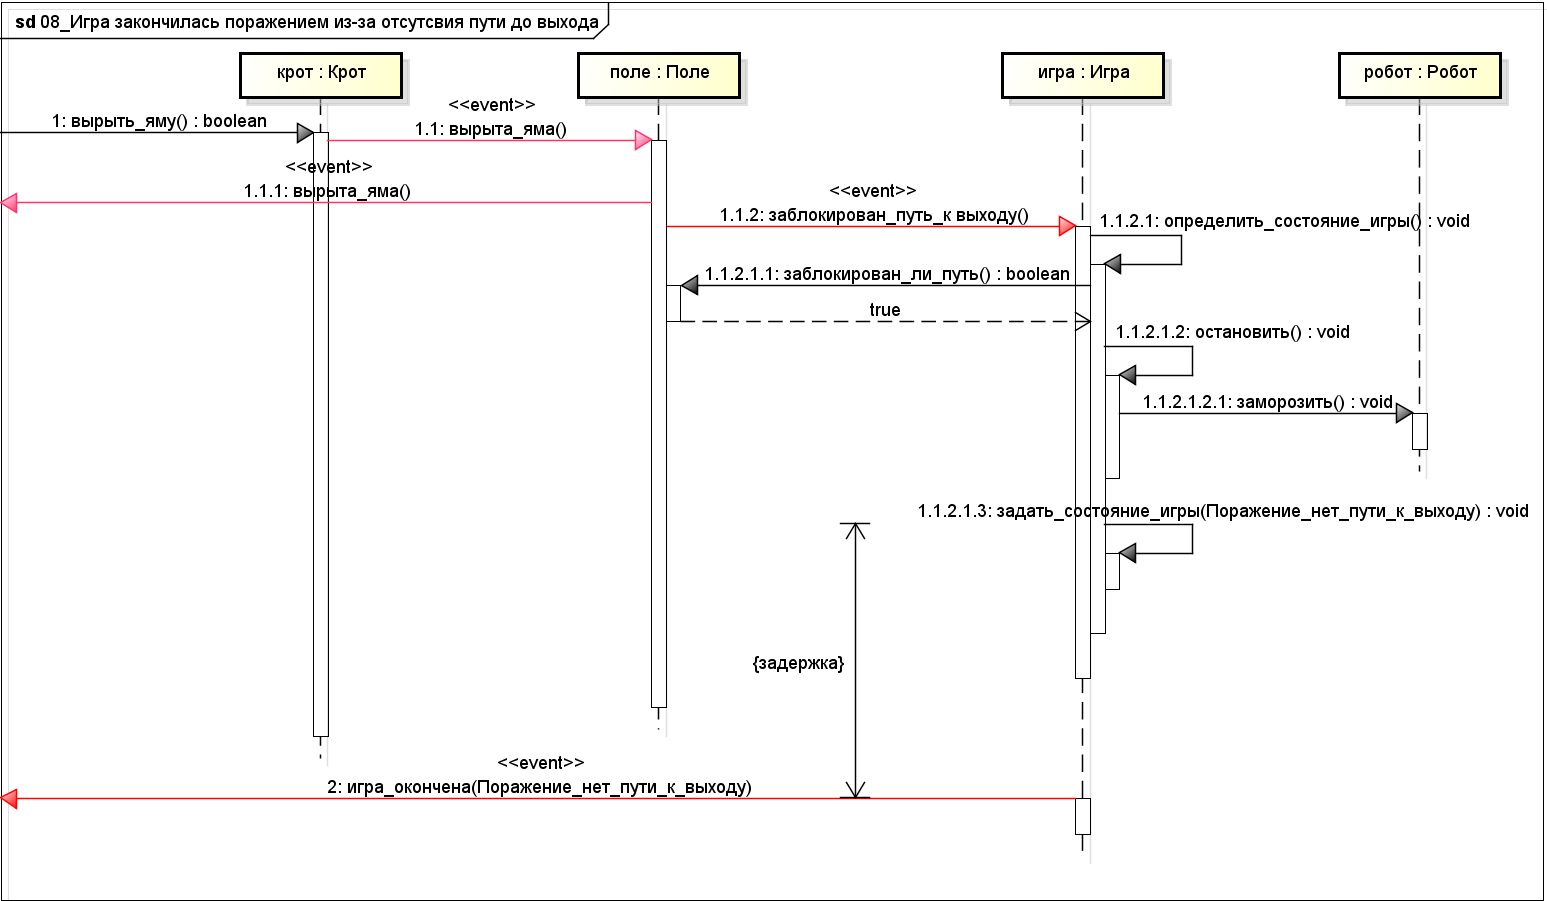 sd 08_Игра закончилась поражением из-за отсутсвия пути до выхода
крот : Крот
поле : Поле
игра : Игра
робот : Робот
1: вырыть_яму() : boolean
<<event>>
1.1: вырыта_яма()
<<event>>
1.1.1: вырыта_яма()
<<event>>
1.1.2: заблокирован_путь_к выходу()
1.1.2.1: определить_состояние_игры() : void
1.1.2.1.1: заблокирован_ли_путь() : boolean
true
1.1.2.1.2: остановить() : void
1.1.2.1.2.1: заморозить() : void
1.1.2.1.3: задать_состояние_игры(Поражение_нет_пути_к_выходу) : void
{задержка}
<<event>>
2: игра_окончена(Поражение_нет_пути_к_выходу)